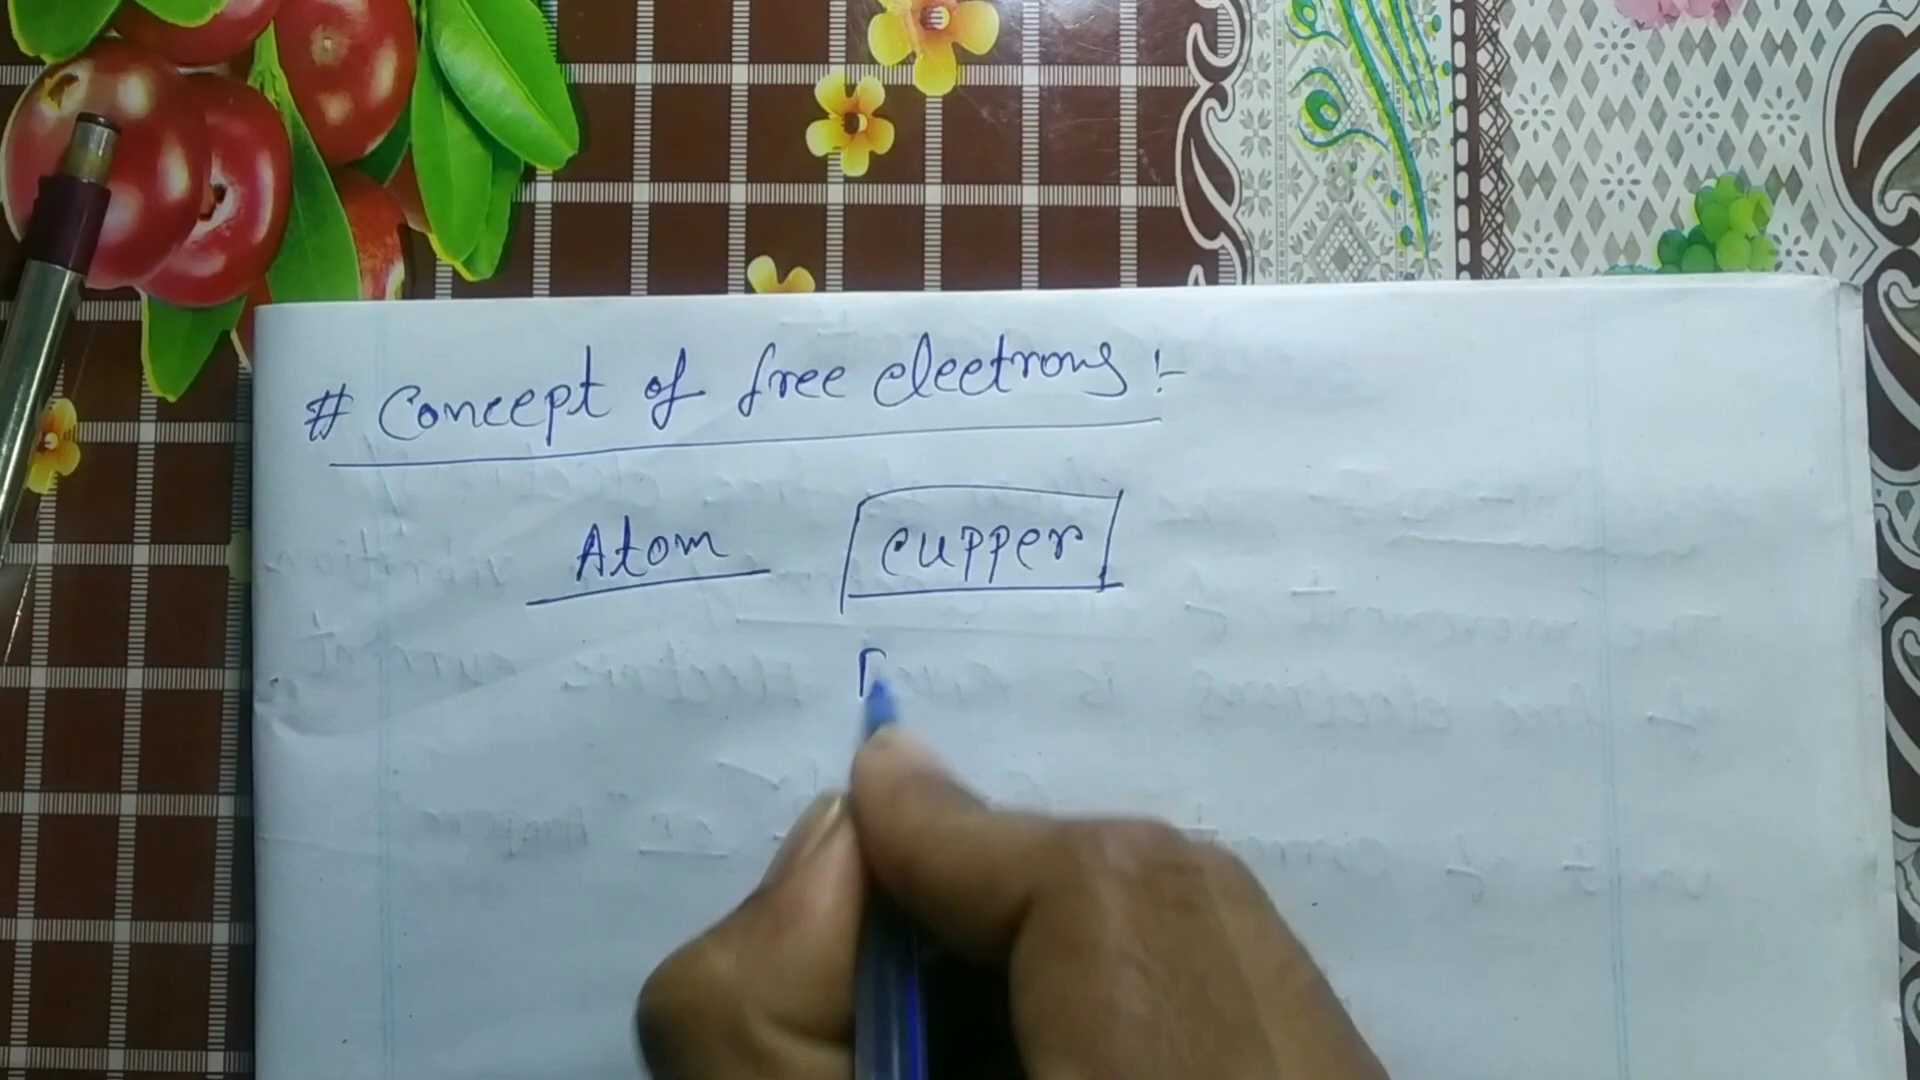 # Concept of free electrons :-
Atom cupper